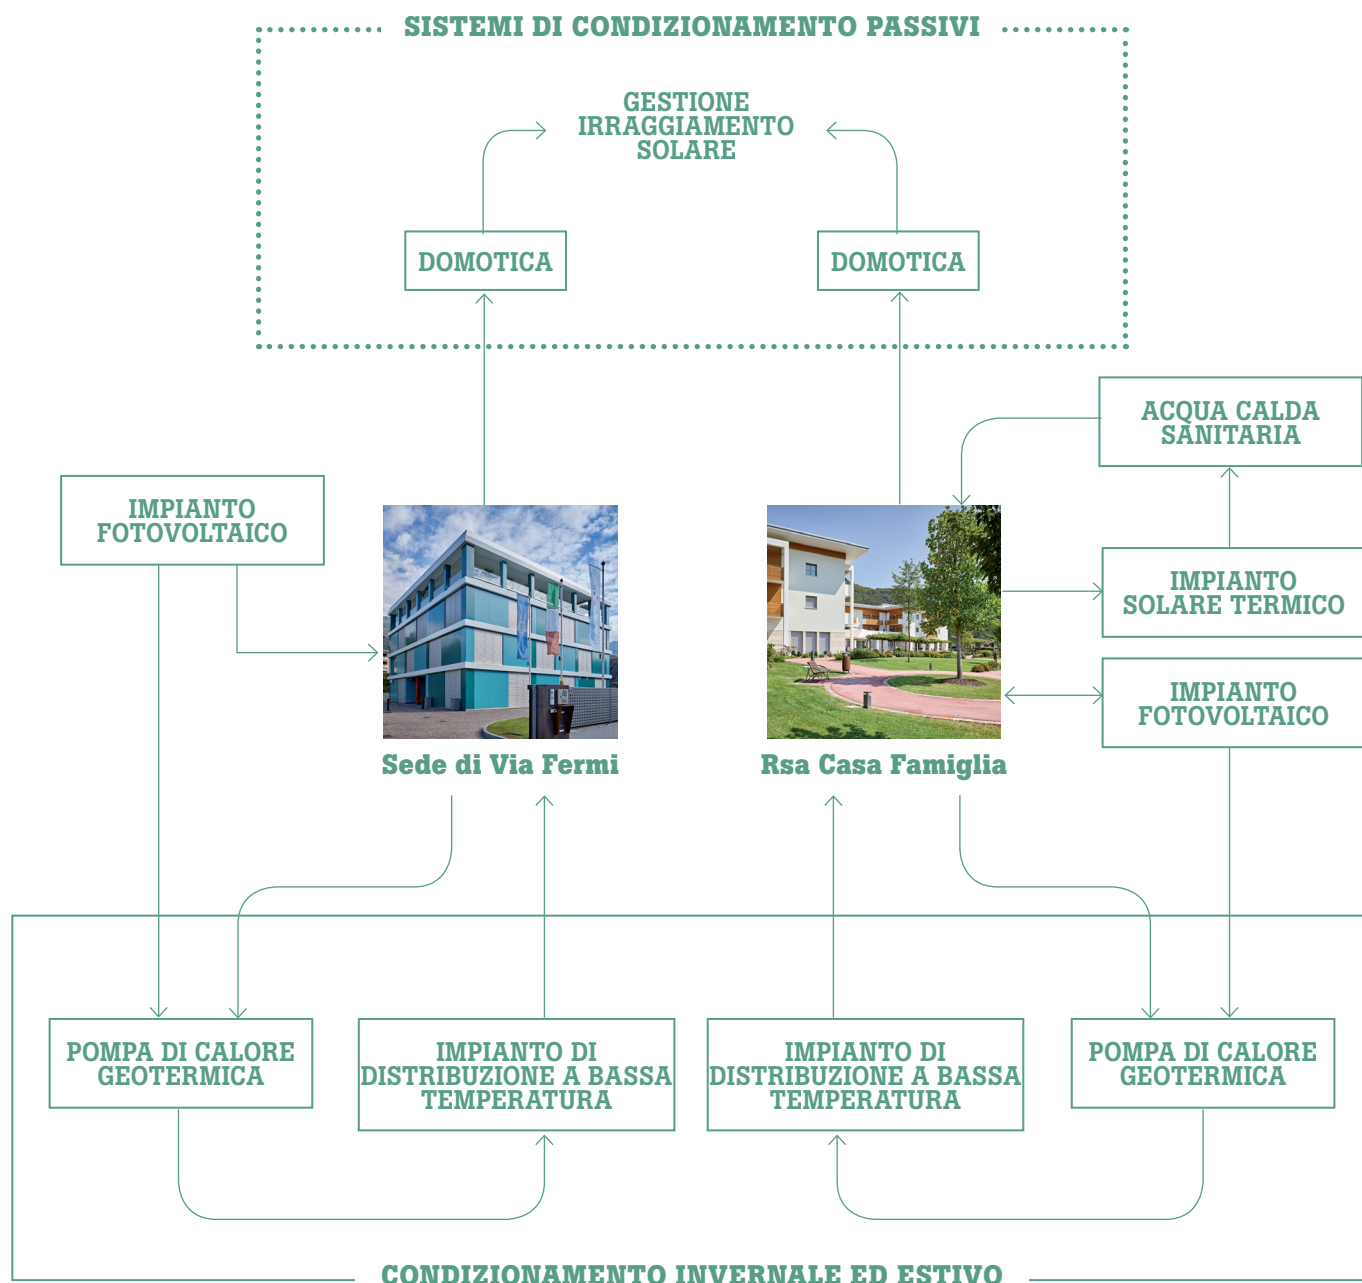 SISTEMI DI CONDIZIONAMENTO PASSIVI
GESTIONE
IRRAGGIAMENTO
SOLARE
DOMOTICA
DOMOTICA
ACQUA CALDA
SANITARIA
IMPIANTO
FOTOVOLTAICO
IMPIANTO
SOLARE TERMICO
IMPIANTO
FOTOVOLTAICO
Sede di Via Fermi
Rsa Casa Famiglia
POMPA DI CALORE
GEOTERMICA
IMPIANTO DI
DISTRIBUZIONE A BASSA
TEMPERATURA
IMPIANTO DI
DISTRIBUZIONE A BASSA
TEMPERATURA
POMPA DI CALORE
GEOTERMICA
CONDIZIONAMENTO INVERNALE ED ESTIVO